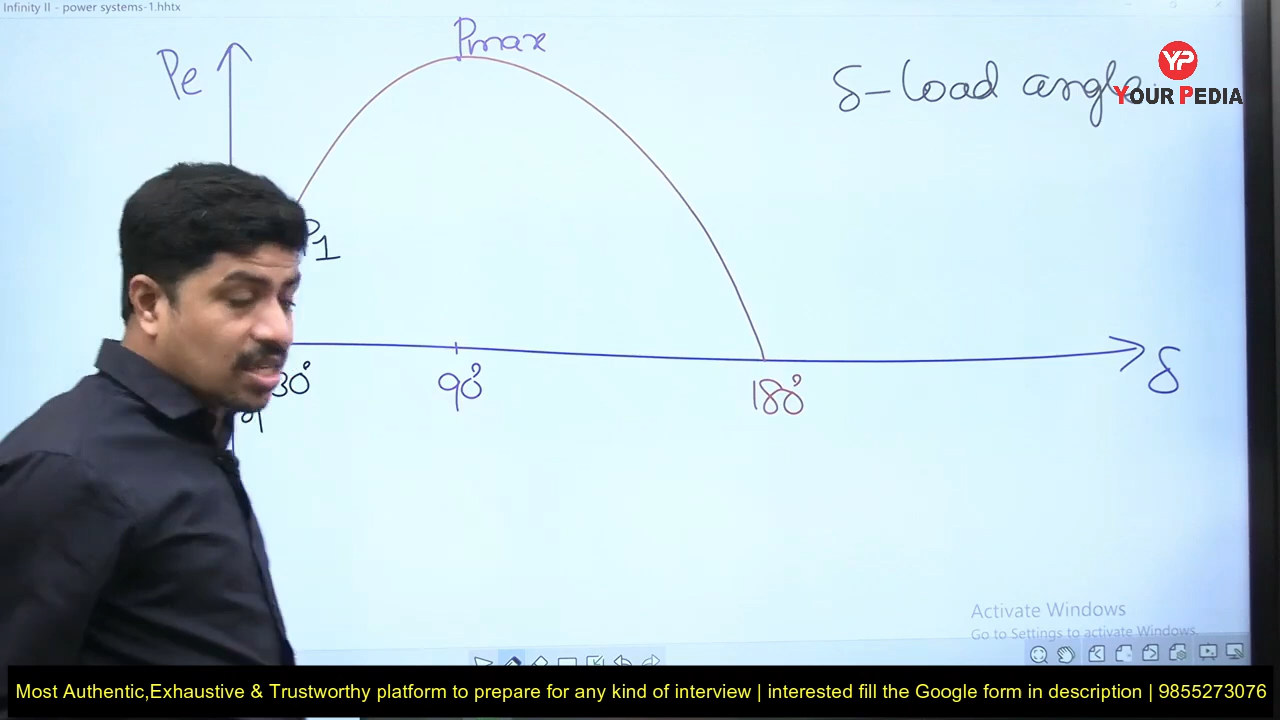 Infinity II - power systems-1.hhtx
Pmax
Pe
δ-load angle
YP
YOUR PEDIA
P1
30°
90°
180°
δ
Activate Windows
Go to Settings to activate Windows.
Most Authentic,Exhaustive & Trustworthy platform to prepare for any kind of interview | interested fill the Google form in description | 9855273076